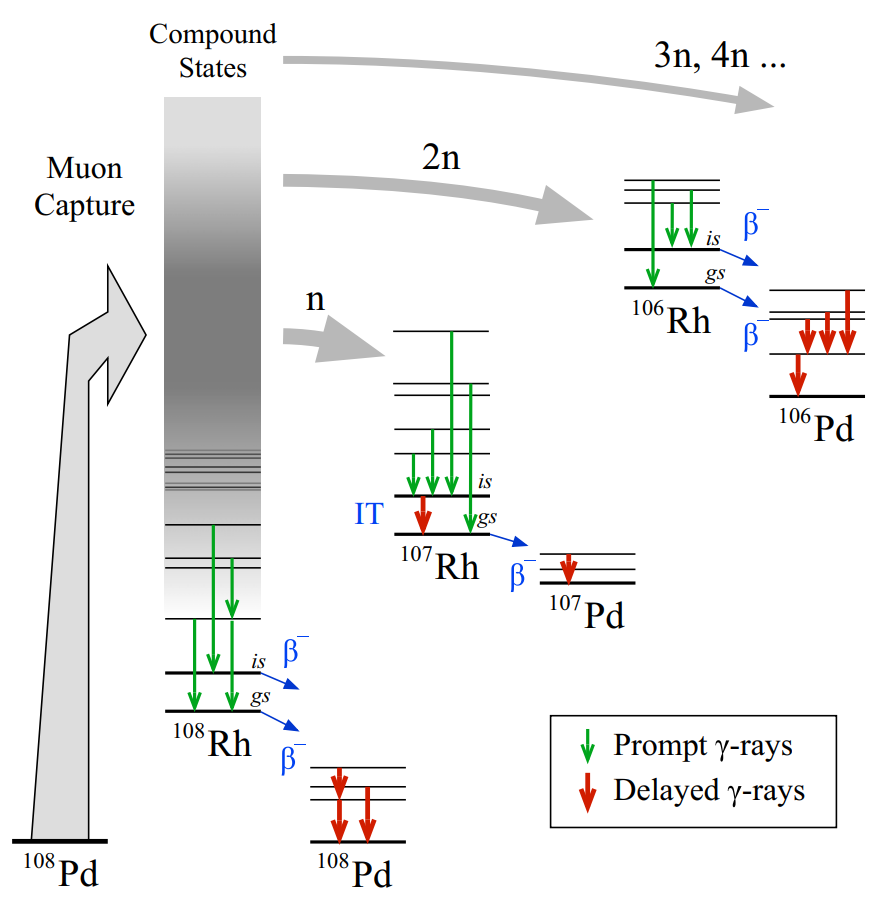 Compound
States
3n, 4n ...
Muon
Capture
2n
β⁻
is
gs
¹⁰⁶Rh
β⁻
n
¹⁰⁶Pd
is
IT
gs
¹⁰⁷Rh
β⁻
¹⁰⁷Pd
is
β⁻
gs
¹⁰⁸Rh
β⁻
Prompt γ-rays
Delayed γ-rays
¹⁰⁸Pd
¹⁰⁸Pd